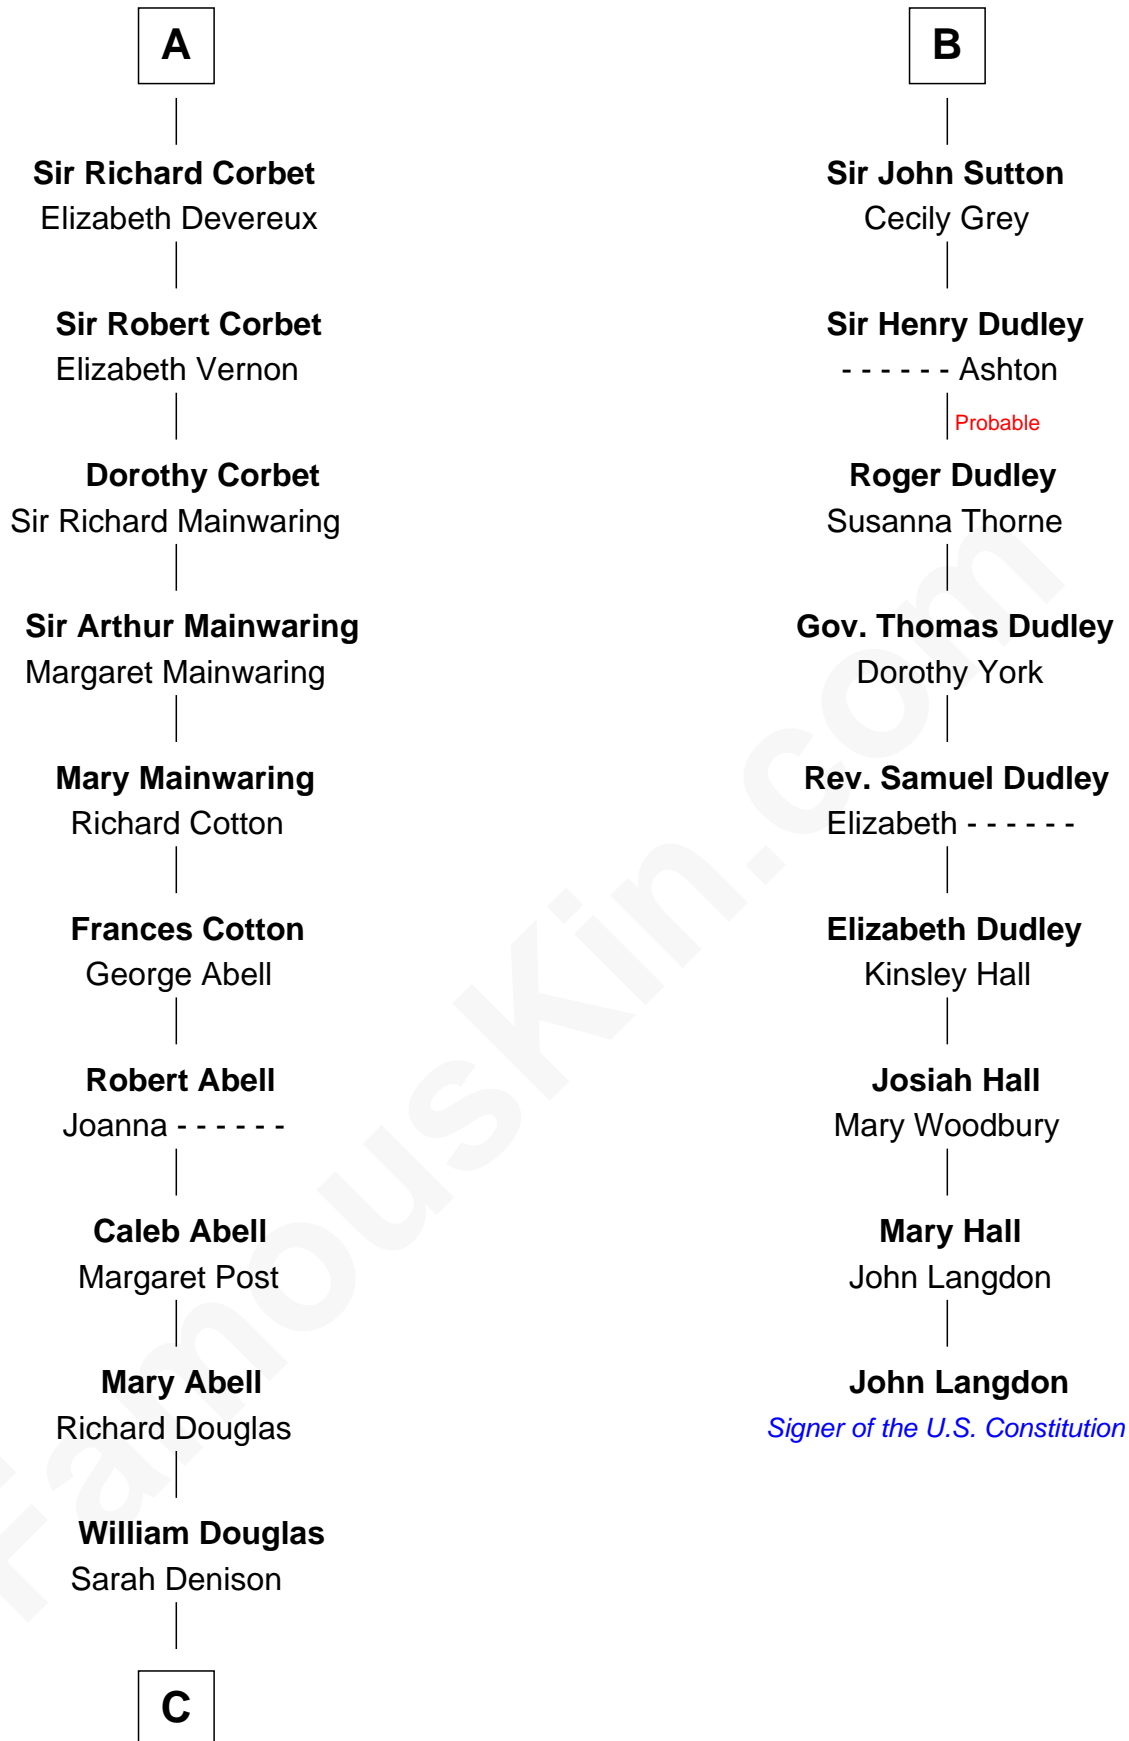 A
Sir Richard Corbet
Elizabeth Devereux
Sir Robert Corbet
Elizabeth Vernon
Dorothy Corbet
Sir Richard Mainwaring
Sir Arthur Mainwaring
Margaret Mainwaring
Mary Mainwaring
Richard Cotton
Frances Cotton
George Abell
Robert Abell
Joanna - - - - - -
Caleb Abell
Margaret Post
Mary Abell
Richard Douglas
William Douglas
Sarah Denison
C
B
Sir John Sutton
Cecily Grey
Sir Henry Dudley
- - - - - - Ashton
Probable
Roger Dudley
Susanna Thorne
Gov. Thomas Dudley
Dorothy York
Rev. Samuel Dudley
Elizabeth - - - - - -
Elizabeth Dudley
Kinsley Hall
Josiah Hall
Mary Woodbury
Mary Hall
John Langdon
John Langdon
Signer of the U.S. Constitution
FamousKin.com